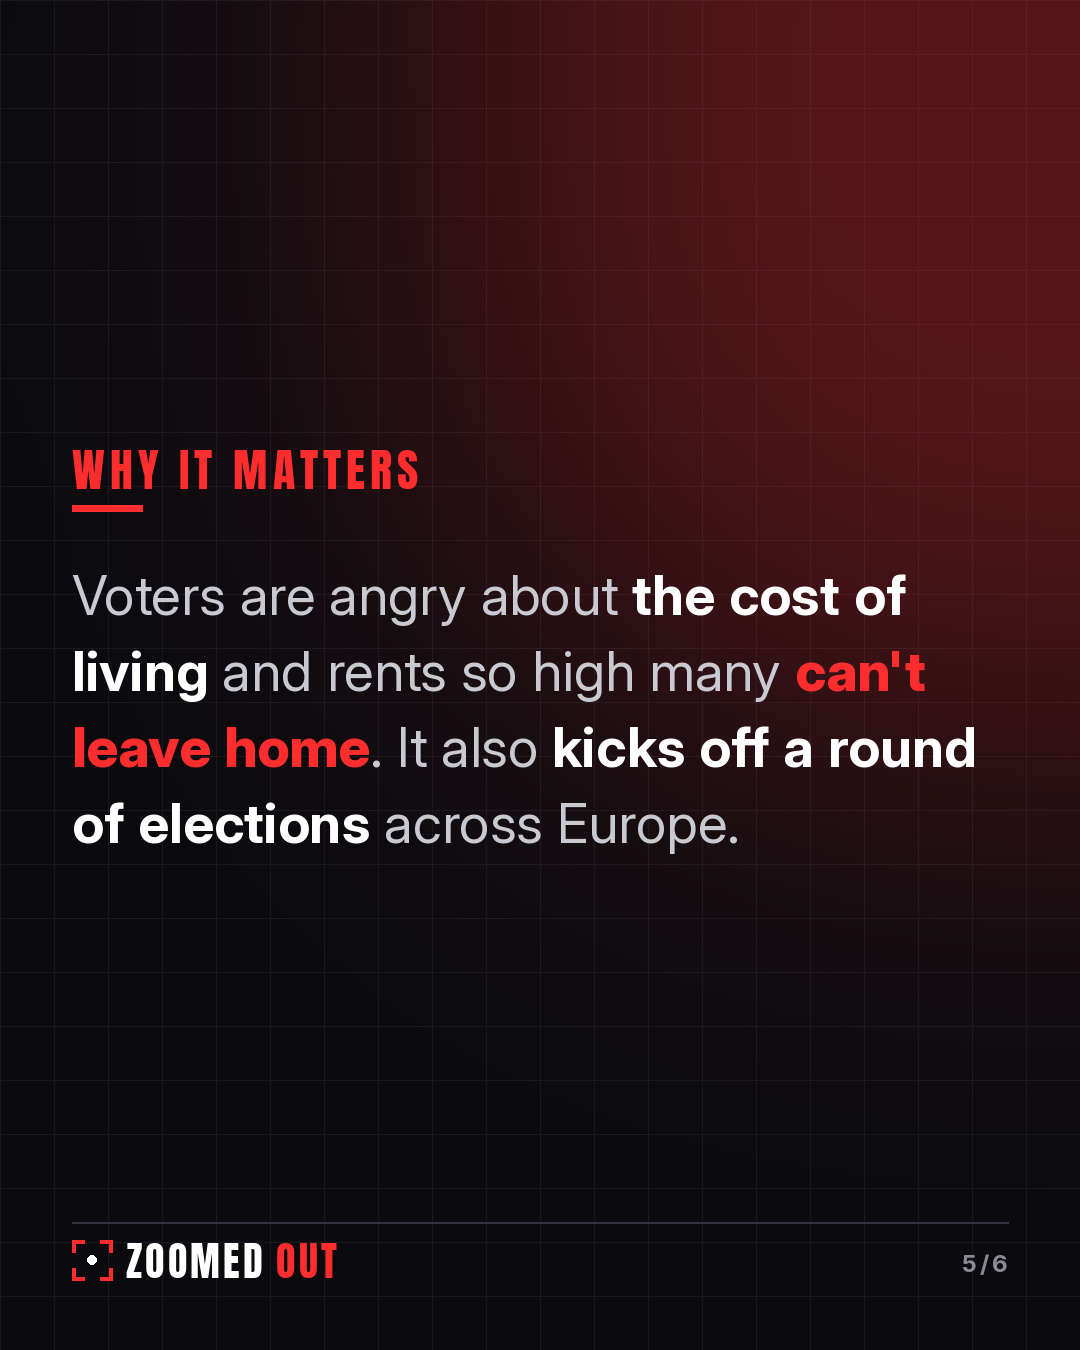 WHY IT MATTERS
Voters are angry about the cost of
living and rents so high many can't
leave home. It also kicks off a round
of elections across Europe.
ZOOMED OUT
5/6